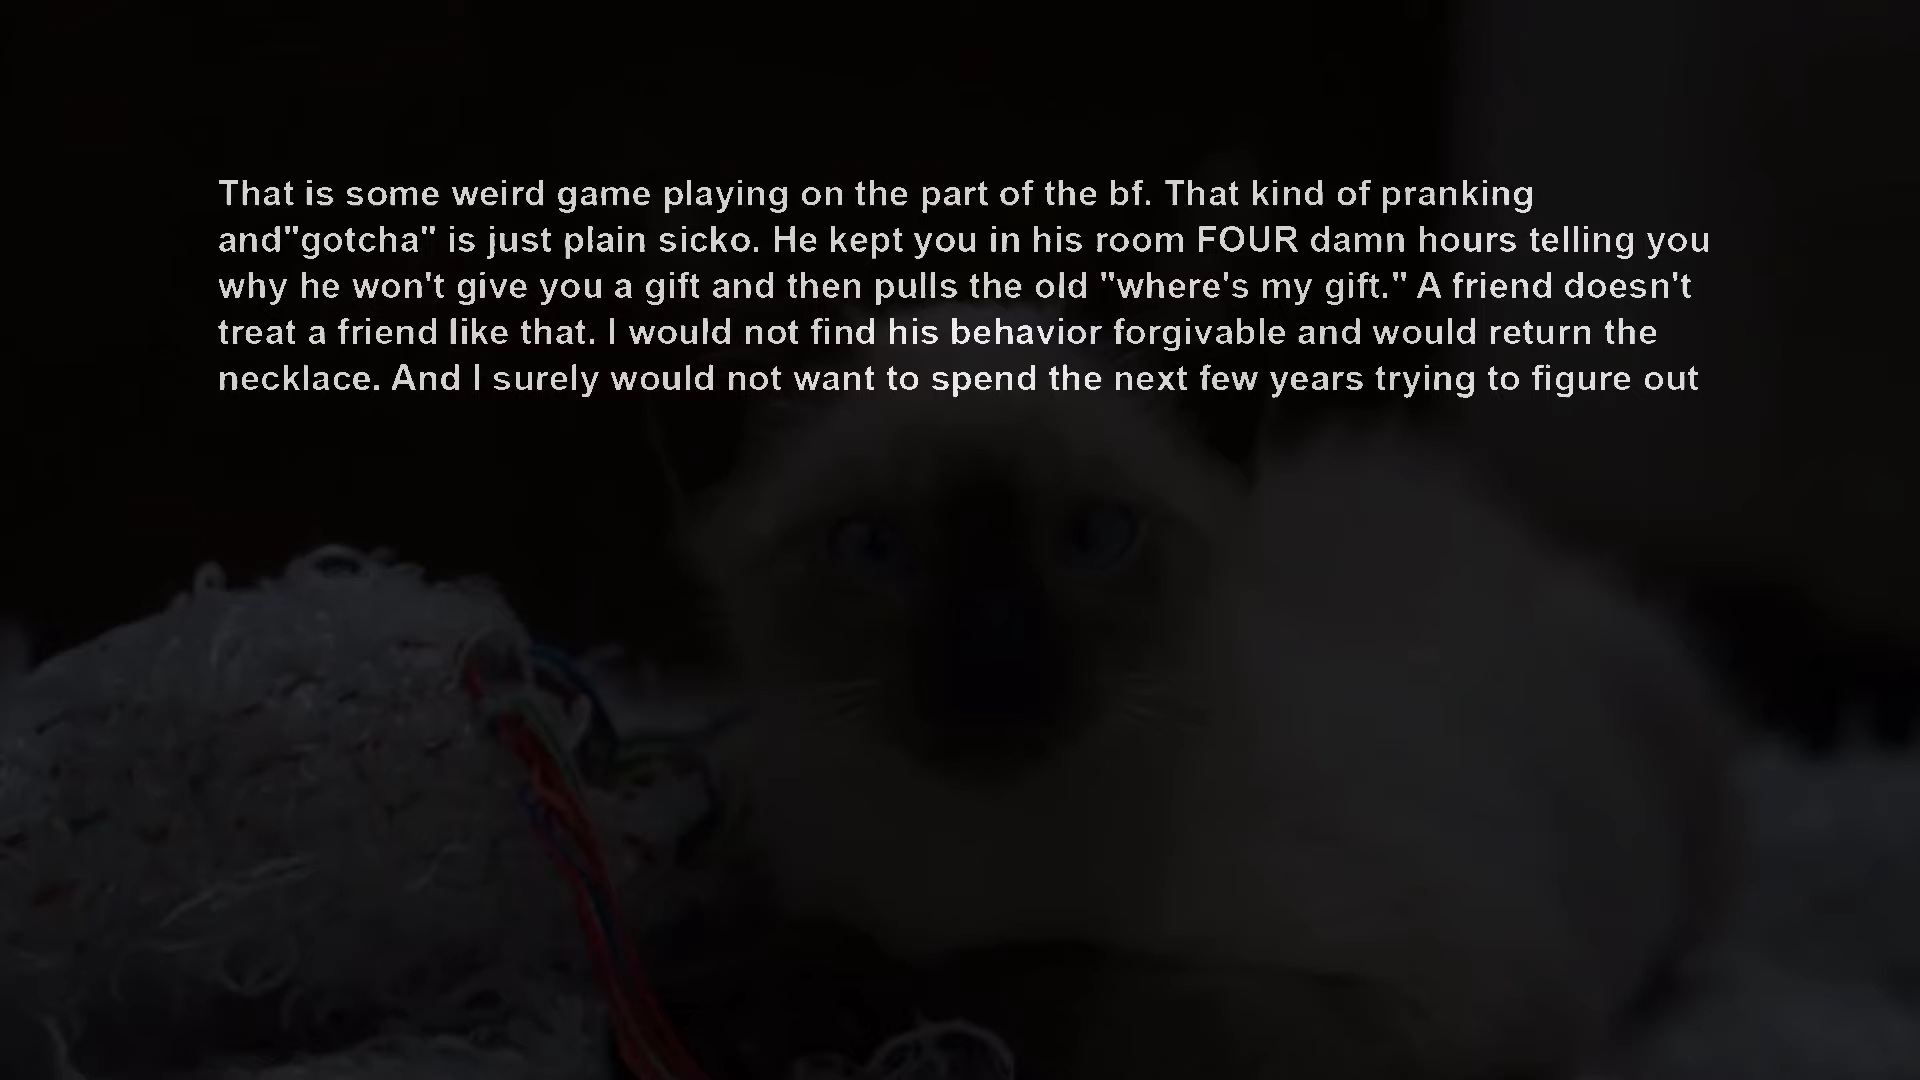 That is some weird game playing on the part of the bf. That kind of pranking
and"gotcha" is just plain sicko. He kept you in his room FOUR damn hours telling you
why he won't give you a gift and then pulls the old "where's my gift." A friend doesn't
treat a friend like that. I would not find his behavior forgivable and would return the
necklace. And I surely would not want to spend the next few years trying to figure out